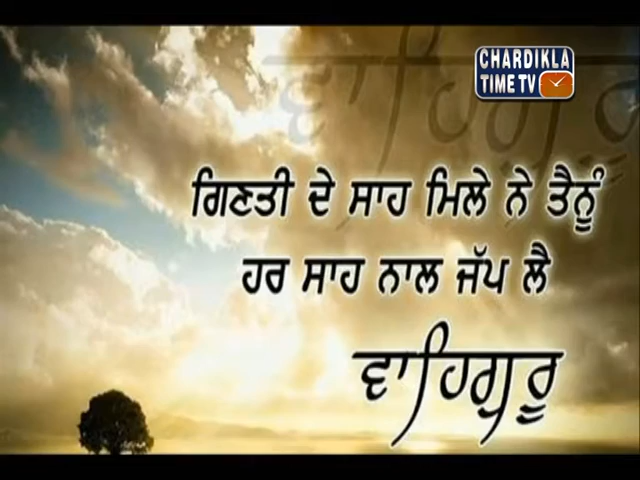 CHARDIKLA
TIME TV
ਵਾਹਿਗੁਰੂ
ਗਿਣਤੀ ਦੇ ਸਾਹ ਮਿਲੇ ਨੇ ਤੈਨੂੰ
ਹਰ ਸਾਹ ਨਾਲ ਜੱਪ ਲੈ
ਵਾਹਿਗੁਰੂ